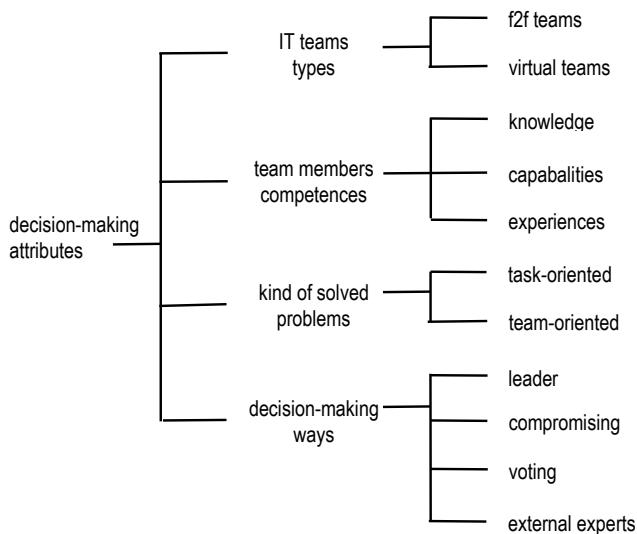 decision-making
attributes
IT teams
types
f2f teams
virtual teams
team members
competences
knowledge
capabalities
experiences
kind of solved
problems
task-oriented
team-oriented
decision-making
ways
leader
compromising
voting
external experts